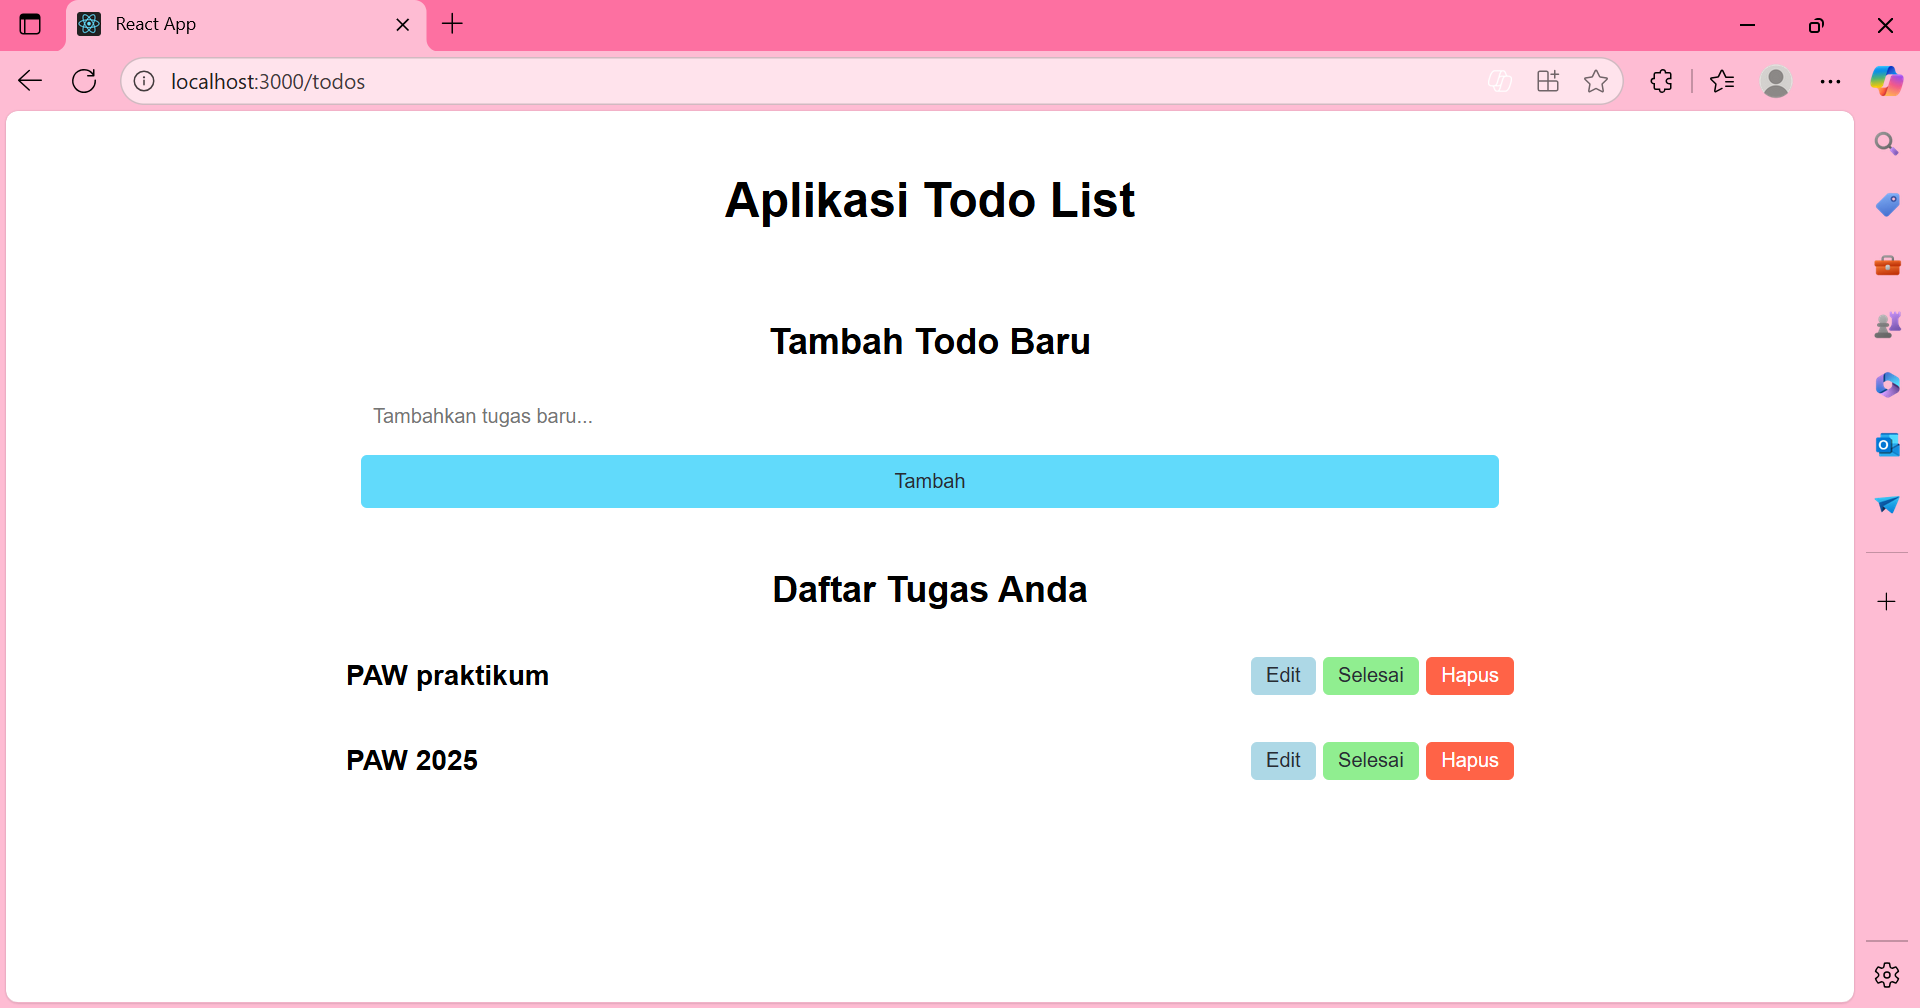 React App
localhost:3000/todos
Aplikasi Todo List
Tambah Todo Baru
Tambahkan tugas baru...
Tambah
Daftar Tugas Anda
PAW praktikum Edit Selesai Hapus
PAW 2025 Edit Selesai Hapus